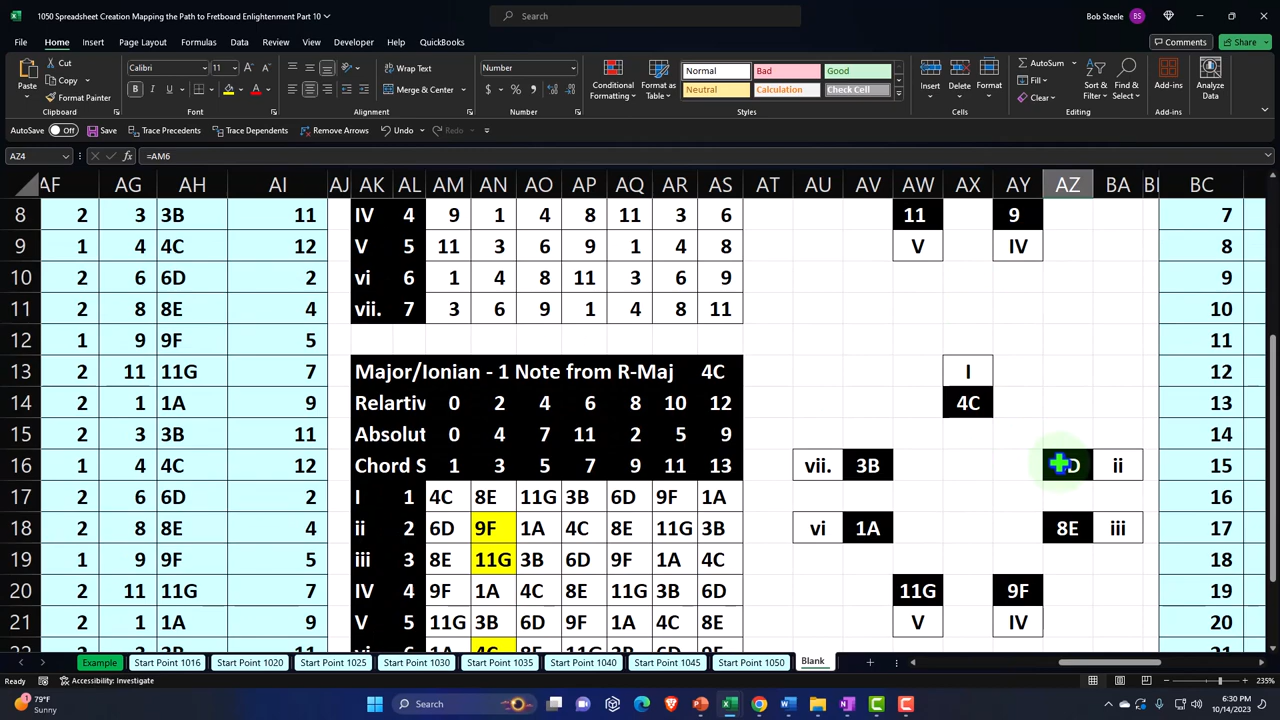 1050 Spreadsheet Creation Mapping the Path to Fretboard Enlightenment Part 10
Search
Bob Steele BS
File Home Insert Page Layout Formulas Data Review View Developer Help QuickBooks
Comments Share
Paste Cut Copy Format Painter
Calibri 11
B I U
Wrap Text
Merge & Center
Number
$ % ,
Conditional Formatting Format as Table
Normal Bad Good
Neutral Calculation Check Cell
Insert Delete Format
AutoSum Fill Clear
Sort & Filter Find & Select
Add-ins
Analyze Data
Clipboard Font Alignment Number Styles Cells Editing Add-ins
AutoSave Off Save Trace Precedents Trace Dependents Remove Arrows Undo Redo
AZ4 fx =AM6
AF AG AH AI AJ AK AL AM AN AO AP AQ AR AS AT AU AV AW AX AY AZ BA BC
8 2 3 3B 11 IV 4 9 1 4 8 11 3 6 11 9 7
9 1 4 4C 12 V 5 11 3 6 9 1 4 8 V IV 8
10 2 6 6D 2 vi 6 1 4 8 11 3 6 9 9
11 2 8 8E 4 vii. 7 3 6 9 1 4 8 11 10
12 1 9 9F 5 11
13 2 11 11G 7 Major/Ionian - 1 Note from R-Maj 4C I 12
14 2 1 1A 9 Relartiv 0 2 4 6 8 10 12 4C 13
15 2 3 3B 11 Absolut 0 4 7 11 2 5 9 14
16 1 4 4C 12 Chord S 1 3 5 7 9 11 13 vii. 3B D ii 15
17 2 6 6D 2 I 1 4C 8E 11G 3B 6D 9F 1A 16
18 2 8 8E 4 ii 2 6D 9F 1A 4C 8E 11G 3B vi 1A 8E iii 17
19 1 9 9F 5 iii 3 8E 11G 3B 6D 9F 1A 4C 18
20 2 11 11G 7 IV 4 9F 1A 4C 8E 11G 3B 6D 11G 9F 19
21 2 1 1A 9 V 5 11G 3B 6D 9F 1A 4C 8E V IV 20
Example Start Point 1016 Start Point 1020 Start Point 1025 Start Point 1030 Start Point 1035 Start Point 1040 Start Point 1045 Start Point 1050 Blank
Ready Accessibility: Investigate 235%
79°F
Sunny
Search
6:30 PM
10/14/2023